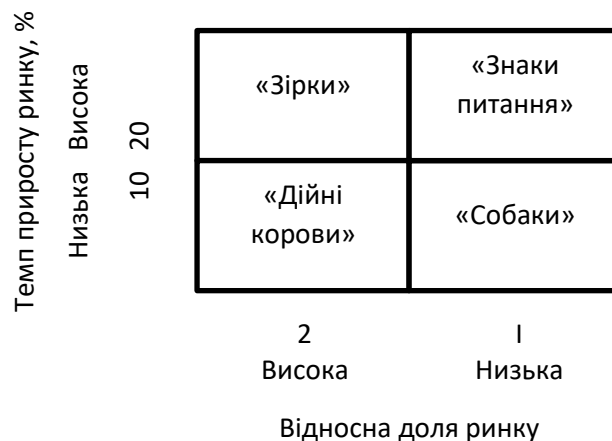 Темп приросту ринку, %
Низька Висока
10 20
«Зірки»
«Знаки
питання»
«Дійні
корови»
«Собаки»
2
Висока
I
Низька
Відносна доля ринку